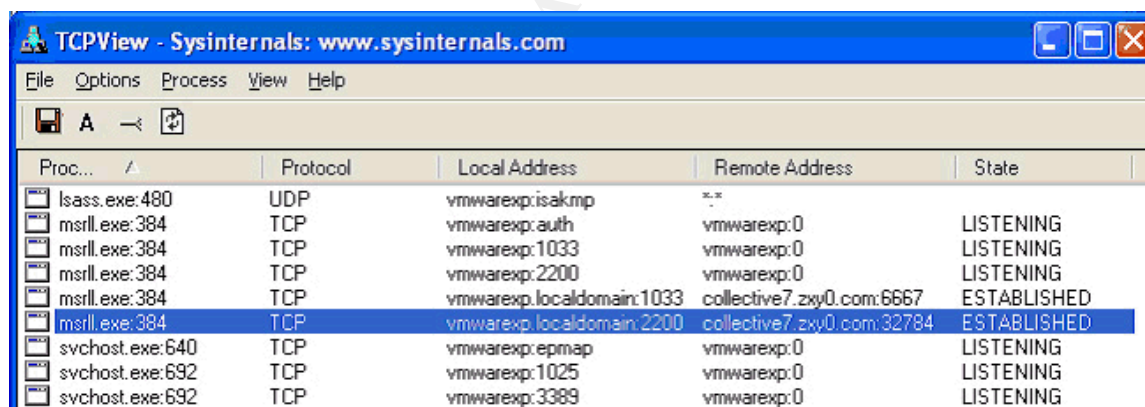 TCPView - Sysinternals: www.sysinternals.com
File Options Process View Help
A
Proc... Protocol Local Address Remote Address State
lsass.exe:480 UDP vmwarexp:isakmp *:*
msrll.exe:384 TCP vmwarexp:auth vmwarexp:0 LISTENING
msrll.exe:384 TCP vmwarexp:1033 vmwarexp:0 LISTENING
msrll.exe:384 TCP vmwarexp:2200 vmwarexp:0 LISTENING
msrll.exe:384 TCP vmwarexp.localdomain:1033 collective7.zxy0.com:6667 ESTABLISHED
msrll.exe:384 TCP vmwarexp.localdomain:2200 collective7.zxy0.com:32784 ESTABLISHED
svchost.exe:640 TCP vmwarexp:epmap vmwarexp:0 LISTENING
svchost.exe:692 TCP vmwarexp:1025 vmwarexp:0 LISTENING
svchost.exe:692 TCP vmwarexp:3389 vmwarexp:0 LISTENING